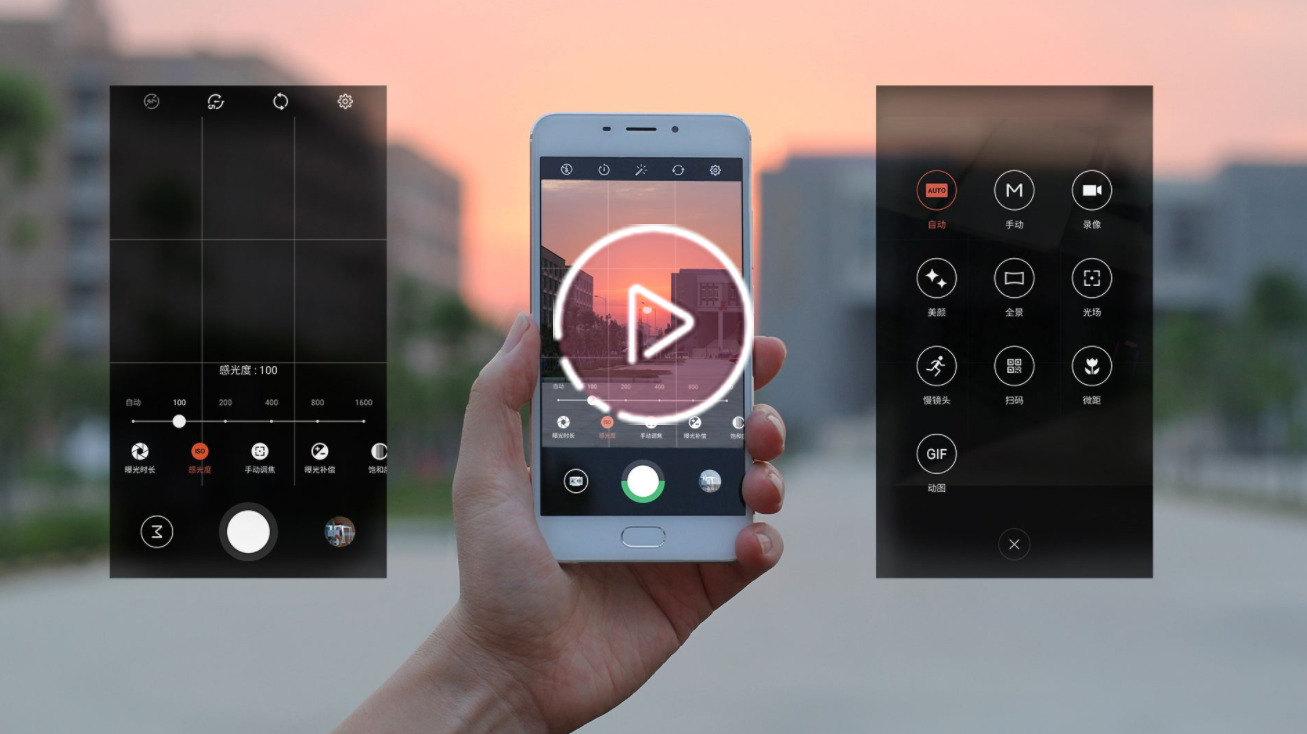 5
感光度 : 100
自动 100 200 400 800 1600
ISO
曝光时长 感光度 手动调焦 曝光补偿 饱和
M
自动 100 200 400 800
曝光时长 感光度 手动调焦 曝光补偿 饱和
AUTO M
自动 手动 录像
美颜 全景 光场
慢镜头 扫码 微距
GIF
动图